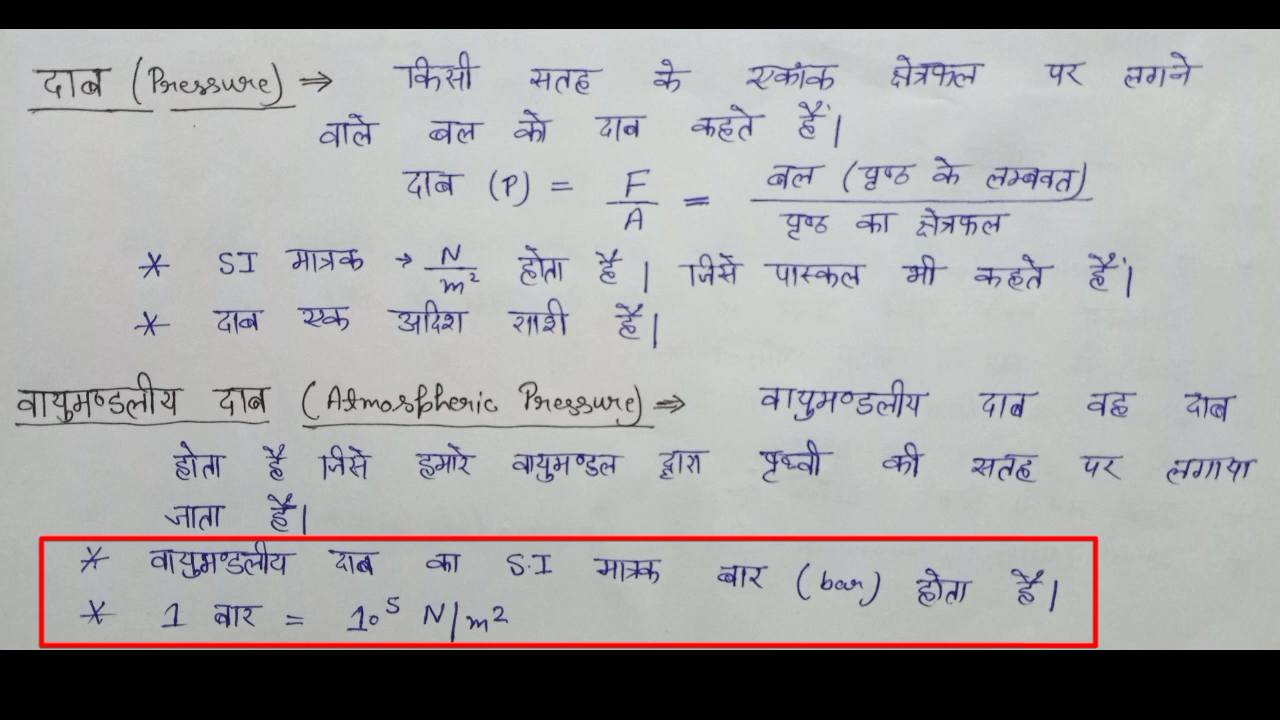 दाब (Pressure) ⇒ किसी सतह के एकांक क्षेत्रफल पर लगने
वाले बल को दाब कहते हैं।
दाब (P) = F/A = बल (पृष्ठ के लम्बवत) / पृष्ठ का क्षेत्रफल
* SI मात्रक → N/m² होता है। जिसे पास्कल भी कहते हैं।
* दाब एक अदिश राशी है।
वायुमण्डलीय दाब (Atmospheric Pressure) ⇒ वायुमण्डलीय दाब वह दाब
होता है जिसे हमारे वायुमण्डल द्वारा पृथ्वी की सतह पर लगाया
जाता है।
* वायुमण्डलीय दाब का S.I मात्रक बार (bar) होता है।
* 1 बार = 10⁵ N/m²